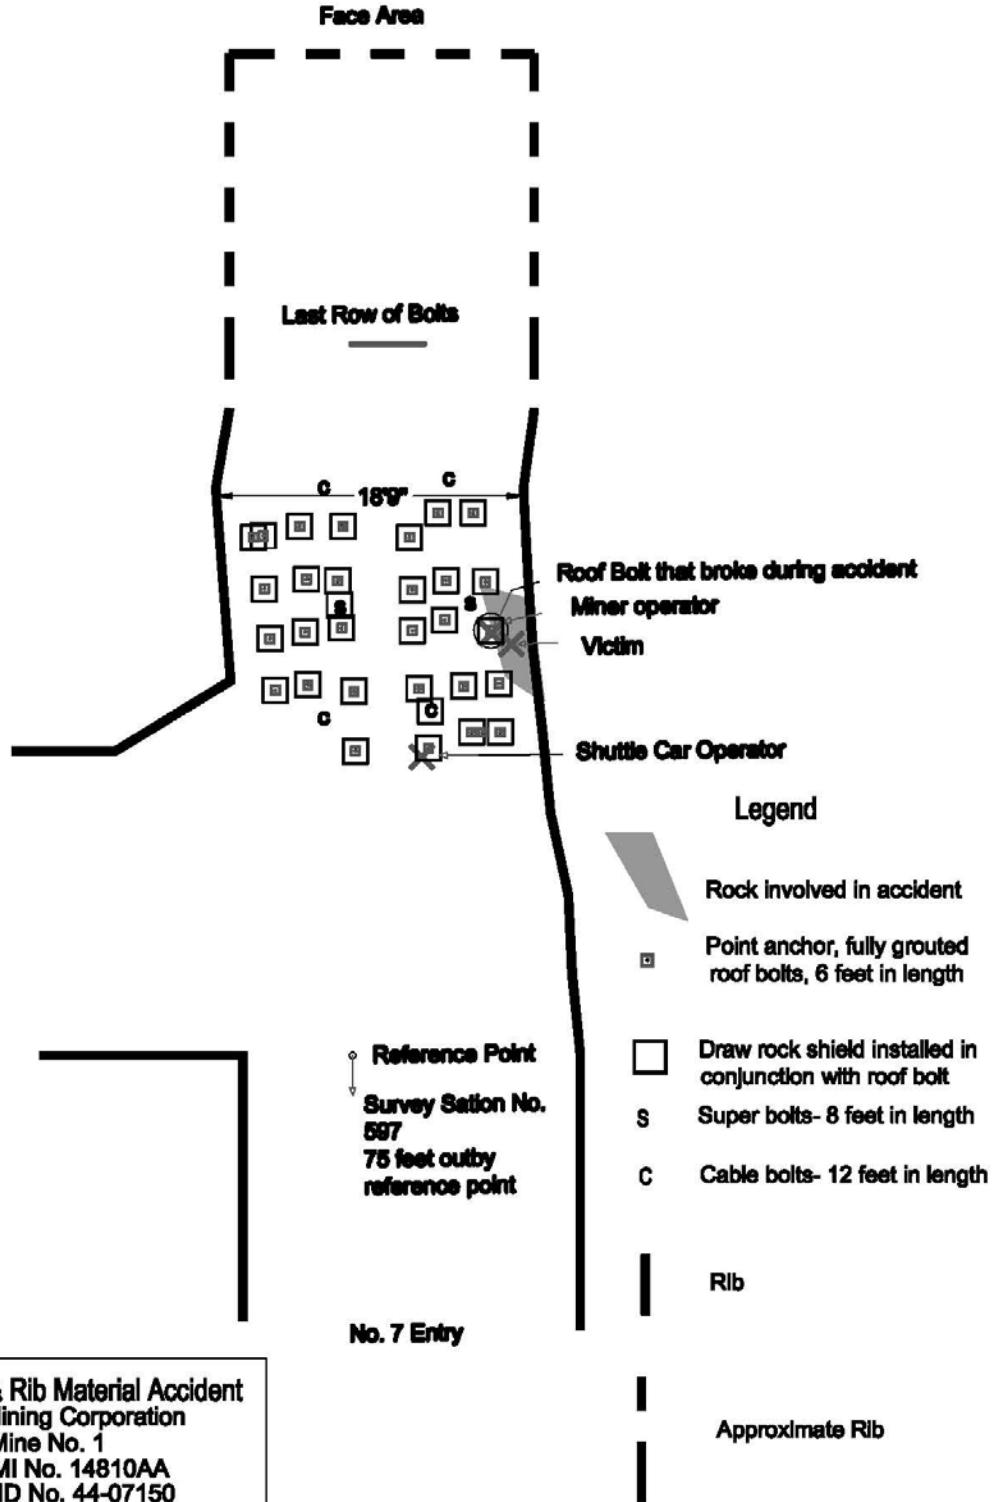 Face Area
Last Row of Bolts
C
C
18'9"
Roof Bolt that broke during accident
S
S
Miner operator
Victim
C
C
Shuttle Car Operator
Legend
Rock involved in accident
Point anchor, fully grouted
roof bolts, 6 feet in length
Draw rock shield installed in
conjunction with roof bolt
S
Super bolts- 8 feet in length
C
Cable bolts- 12 feet in length
Rib
Approximate Rib
Reference Point
Survey Sation No.
597
75 feet outby
reference point
No. 7 Entry
Rib Material Accident
ining Corporation
Mine No. 1
MI No. 14810AA
ID No. 44-07150